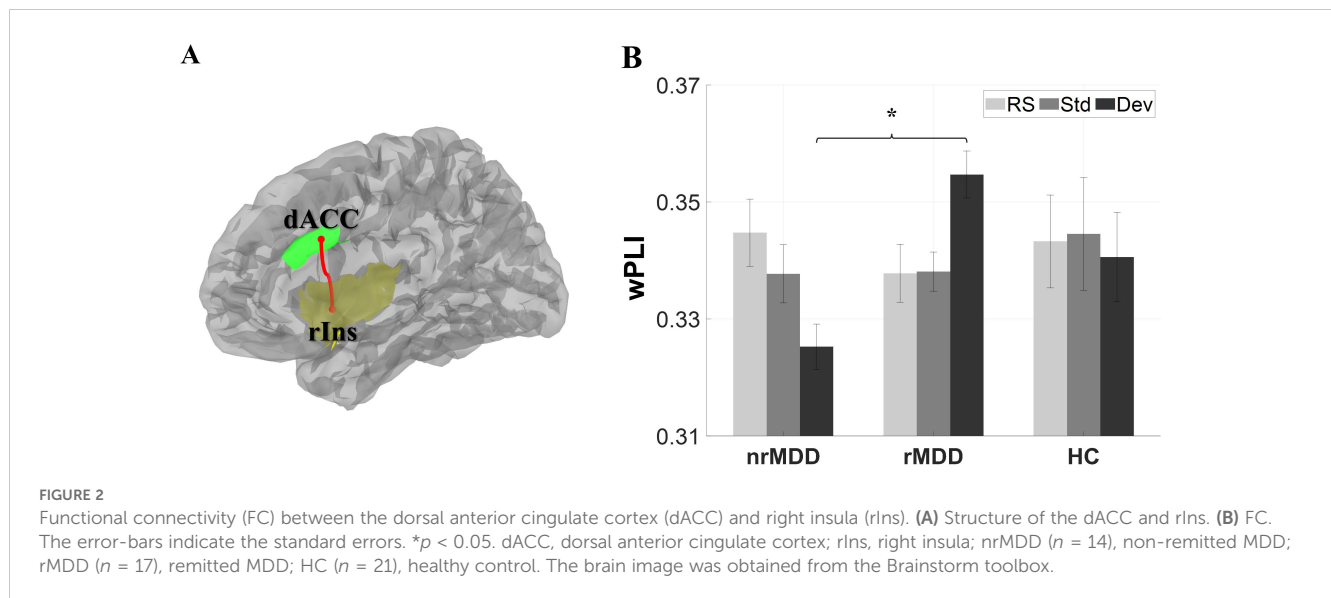 A
dACC
rIns
B
wPLI
0.37
0.35
0.33
0.31
RS Std Dev
*
nrMDD rMDD HC
FIGURE 2
Functional connectivity (FC) between the dorsal anterior cingulate cortex (dACC) and right insula (rIns). (A) Structure of the dACC and rIns. (B) FC.
The error-bars indicate the standard errors. *p < 0.05. dACC, dorsal anterior cingulate cortex; rIns, right insula; nrMDD (n = 14), non-remitted MDD;
rMDD (n = 17), remitted MDD; HC (n = 21), healthy control. The brain image was obtained from the Brainstorm toolbox.